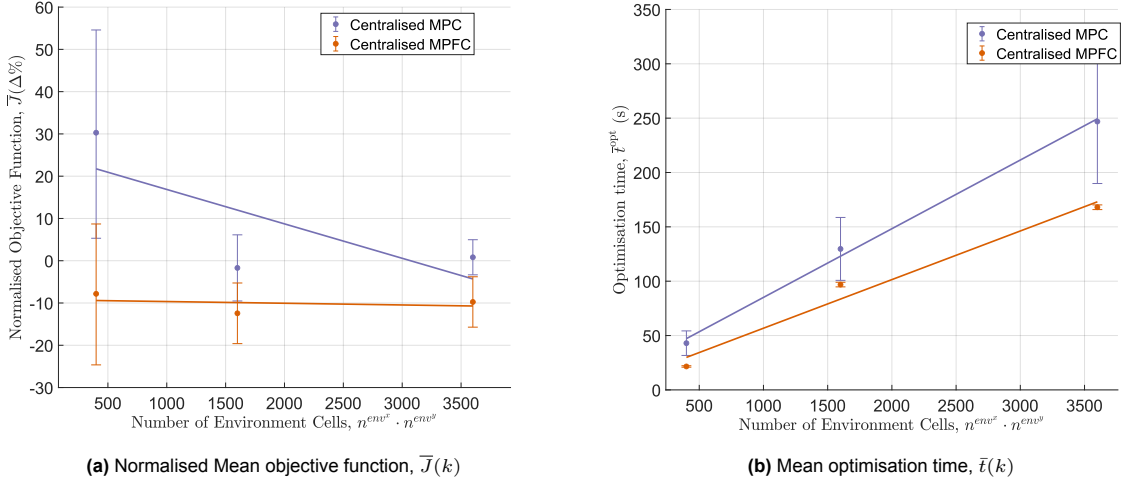 60
50
40
30
20
10
0
-10
-20
-30
Normalised Objective Function, J̅(Δ%)
Centralised MPC
Centralised MPFC
500 1000 1500 2000 2500 3000 3500
Number of Environment Cells, n^{env^x} · n^{env^y}
(a) Normalised Mean objective function, J̅(k)
350
300
250
200
150
100
50
0
Optimisation time, t̅^{opt} (s)
Centralised MPC
Centralised MPFC
500 1000 1500 2000 2500 3000 3500
Number of Environment Cells, n^{env^x} · n^{env^y}
(b) Mean optimisation time, t̅(k)